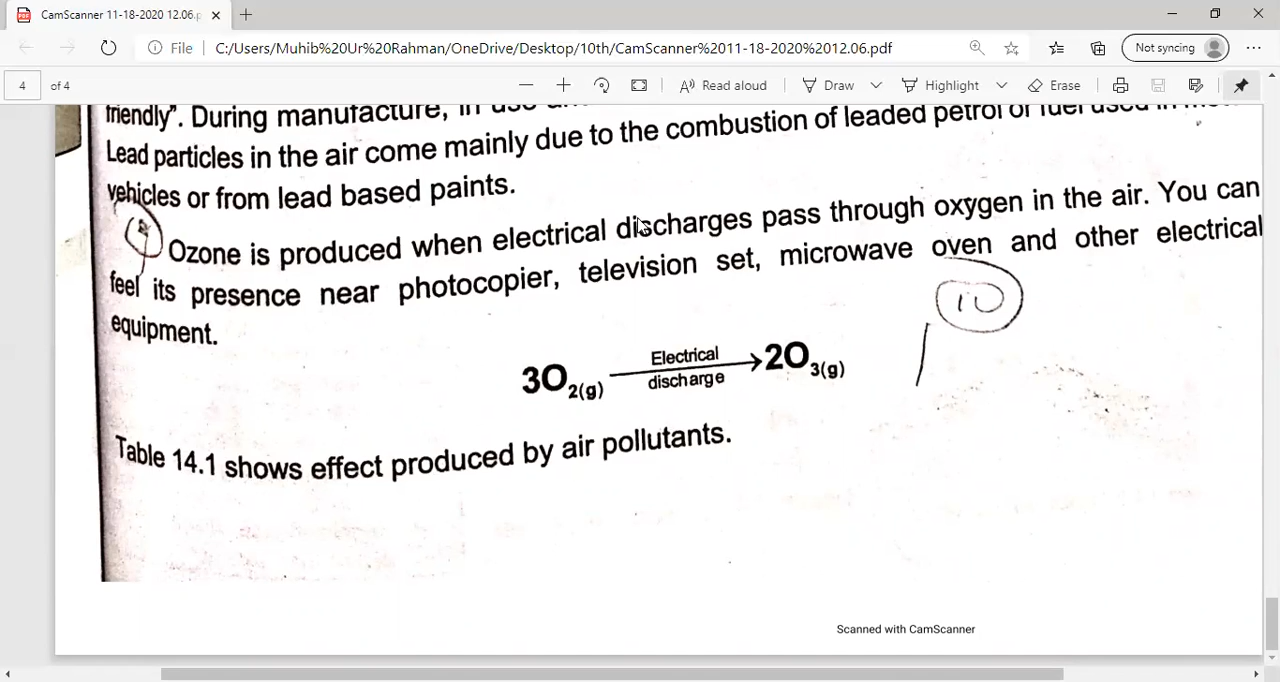 CamScanner 11-18-2020 12.06.p
File C:/Users/Muhib%20Ur%20Rahman/OneDrive/Desktop/10th/CamScanner%2011-18-2020%2012.06.pdf Not syncing
4 of 4 Read aloud Draw Highlight Erase
friendly". During manufacture, in use
Lead particles in the air come mainly due to the combustion of leaded petrol or fuel used in
vehicles or from lead based paints.
Ozone is produced when electrical discharges pass through oxygen in the air. You can
feel its presence near photocopier, television set, microwave oven and other electrical
equipment.
10
3O2(g) Electrical discharge → 2O3(g)
Table 14.1 shows effect produced by air pollutants.
Scanned with CamScanner